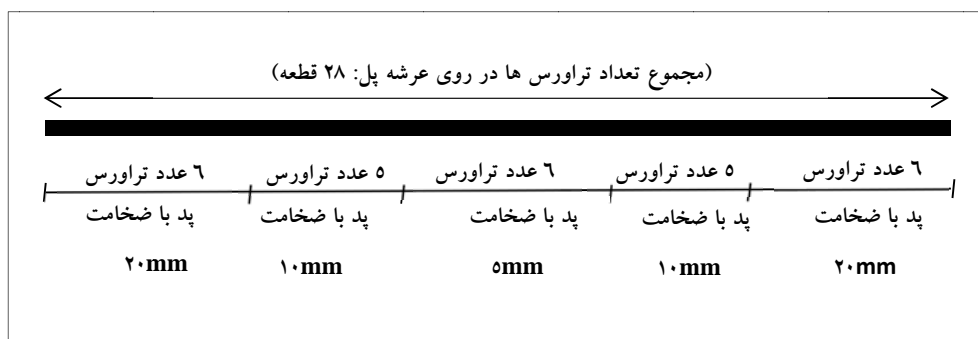 (مجموع تعداد تراورس ها در روی عرشه پل: ۲۸ قطعه)
۶ عدد تراورس ۵ عدد تراورس ۶ عدد تراورس ۵ عدد تراورس ۶ عدد تراورس
پد با ضخامت پد با ضخامت پد با ضخامت پد با ضخامت پد با ضخامت
۲۰mm ۱۰mm ۵mm ۱۰mm ۲۰mm